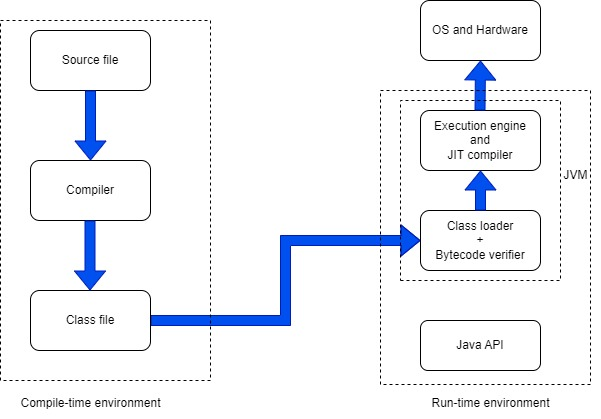 Source file
Compiler
Class file
Compile-time environment
OS and Hardware
Execution engine
and
JIT compiler
JVM
Class loader
+
Bytecode verifier
Java API
Run-time environment